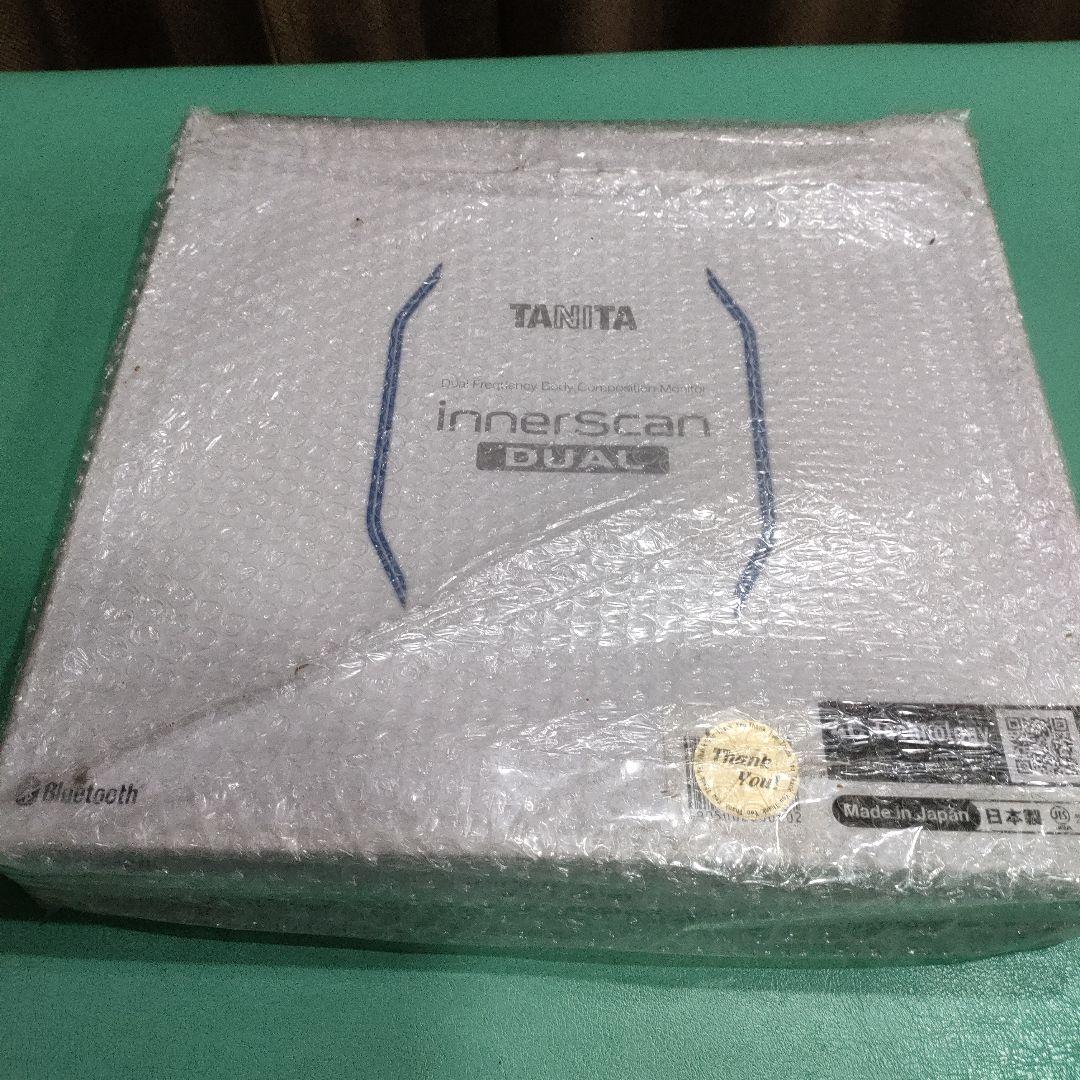 TANITA
Dual Frequency Body Composition Monitor
innerScan
DUAL
Bluetooth
Thank
You!
Made in Japan 日本製